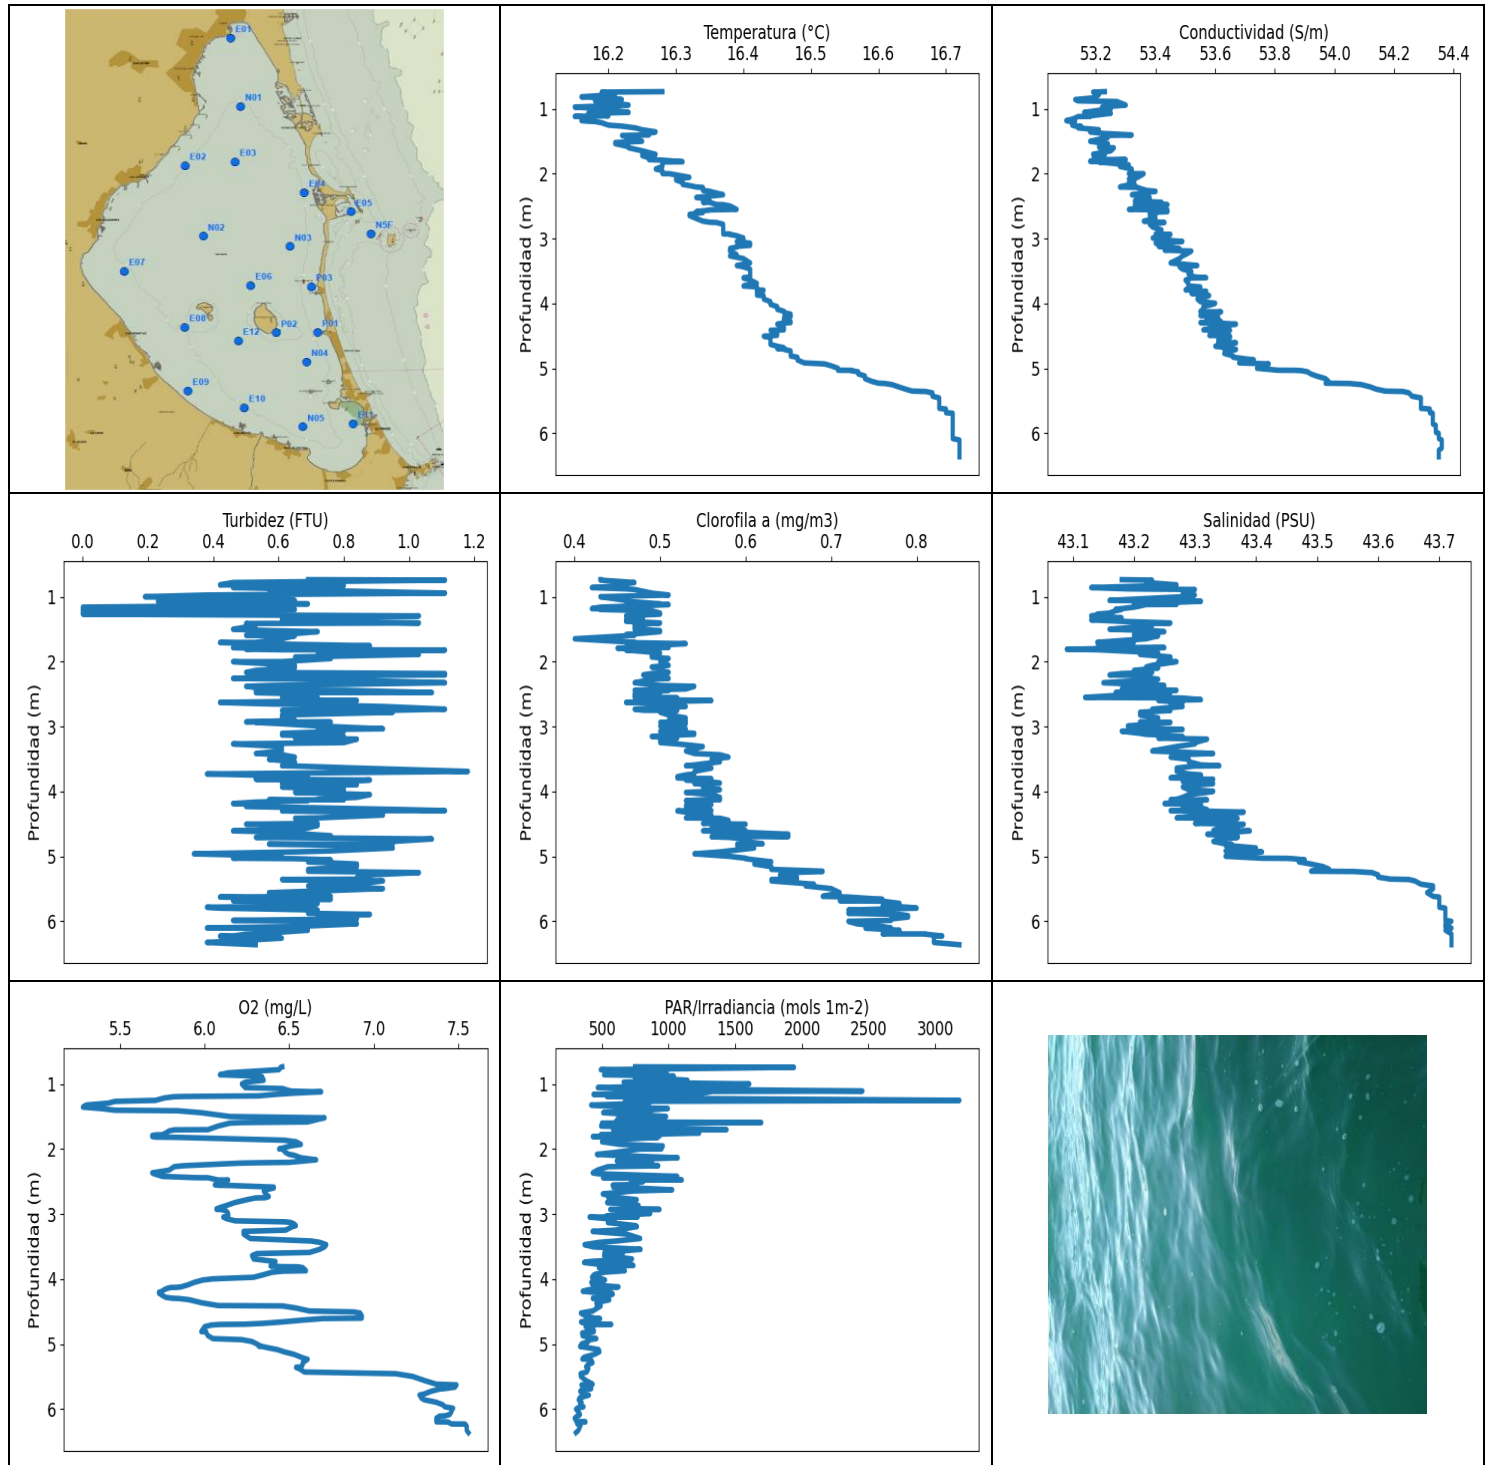 E01
N01
E02
E03
E04
E05
N5F
N02
N03
E07
E06
P03
E08
P02
P01
E12
N04
E09
E10
N05
E11
Temperatura (°C)
16.2 16.3 16.4 16.5 16.6 16.7
Profundidad (m)
1
2
3
4
5
6
Conductividad (S/m)
53.2 53.4 53.6 53.8 54.0 54.2 54.4
Profundidad (m)
1
2
3
4
5
6
Turbidez (FTU)
0.0 0.2 0.4 0.6 0.8 1.0 1.2
Profundidad (m)
1
2
3
4
5
6
Clorofila a (mg/m3)
0.4 0.5 0.6 0.7 0.8
Profundidad (m)
1
2
3
4
5
6
Salinidad (PSU)
43.1 43.2 43.3 43.4 43.5 43.6 43.7
Profundidad (m)
1
2
3
4
5
6
O2 (mg/L)
5.5 6.0 6.5 7.0 7.5
Profundidad (m)
1
2
3
4
5
6
PAR/Irradiancia (mols 1m-2)
500 1000 1500 2000 2500 3000
Profundidad (m)
1
2
3
4
5
6